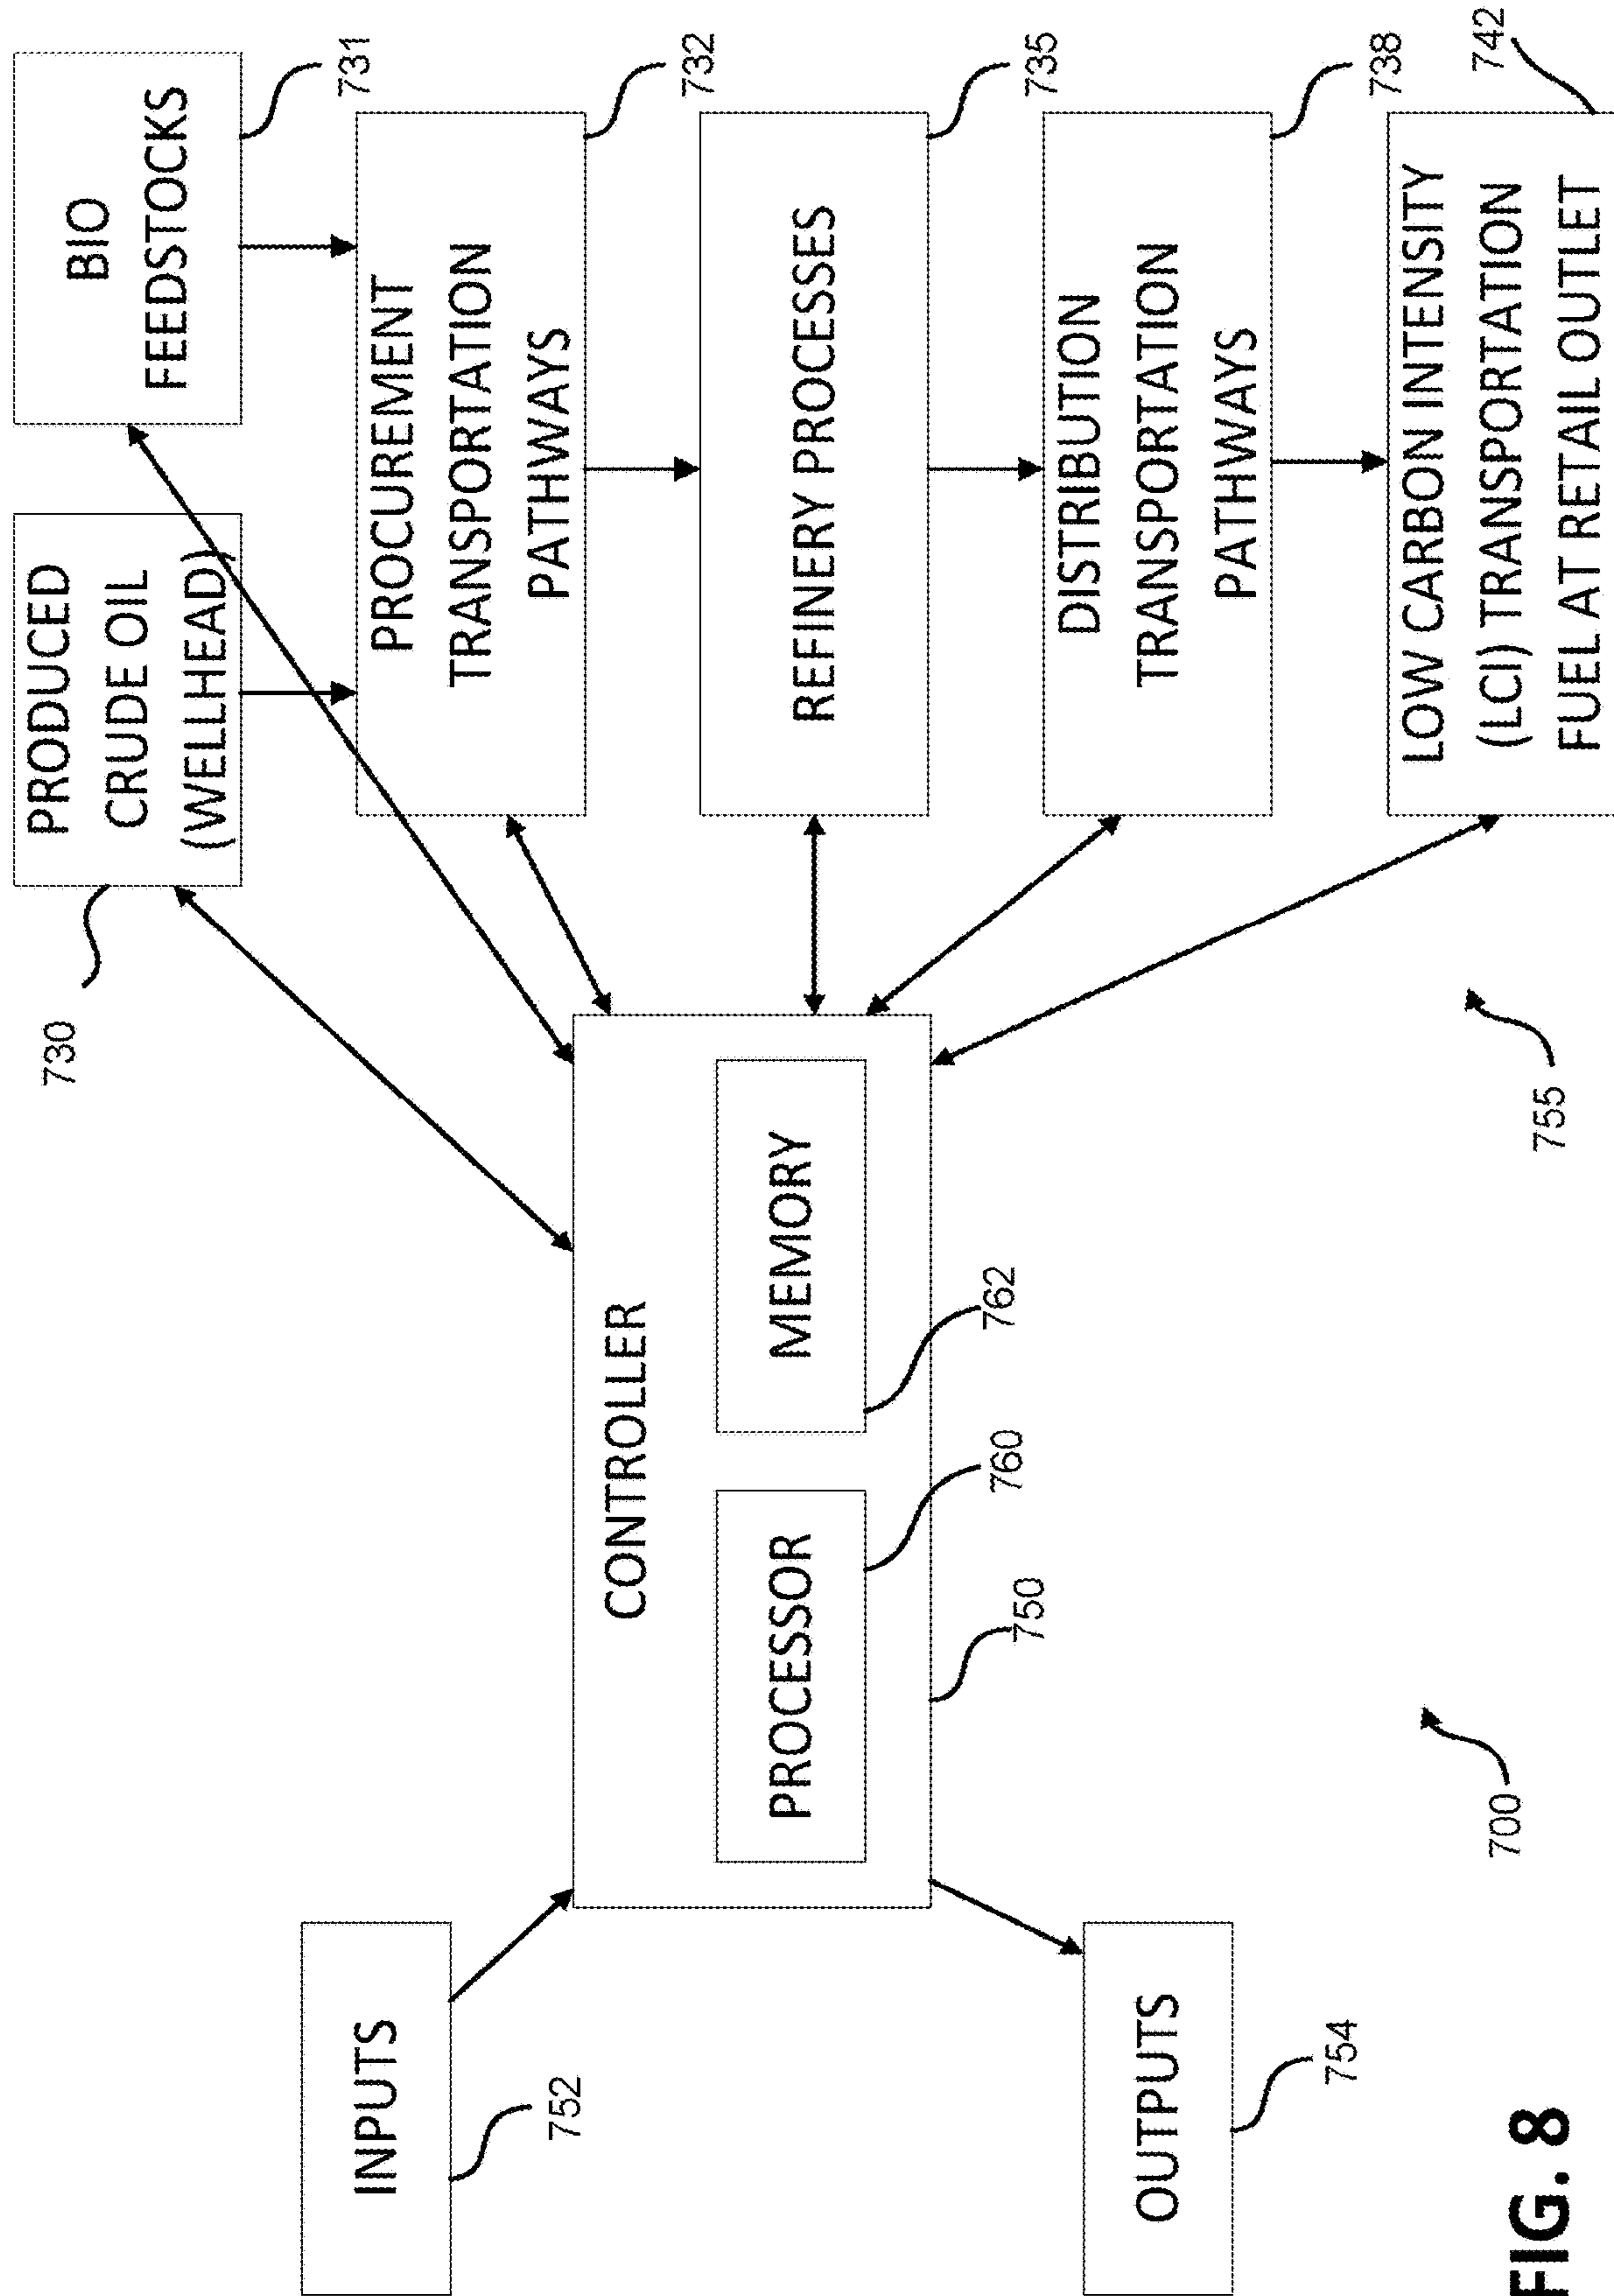 PRODUCED
CRUDE OIL
(WELLHEAD)
730
BIO
FEEDSTOCKS
731
PROCUREMENT
TRANSPORTATION
PATHWAYS
732
REFINERY PROCESSES
735
DISTRIBUTION
TRANSPORTATION
PATHWAYS
738
LOW CARBON INTENSITY
(LCI) TRANSPORTATION
FUEL AT RETAIL OUTLET
742
INPUTS
752
CONTROLLER
PROCESSOR
760
MEMORY
762
750
OUTPUTS
754
755
700
FIG. 8